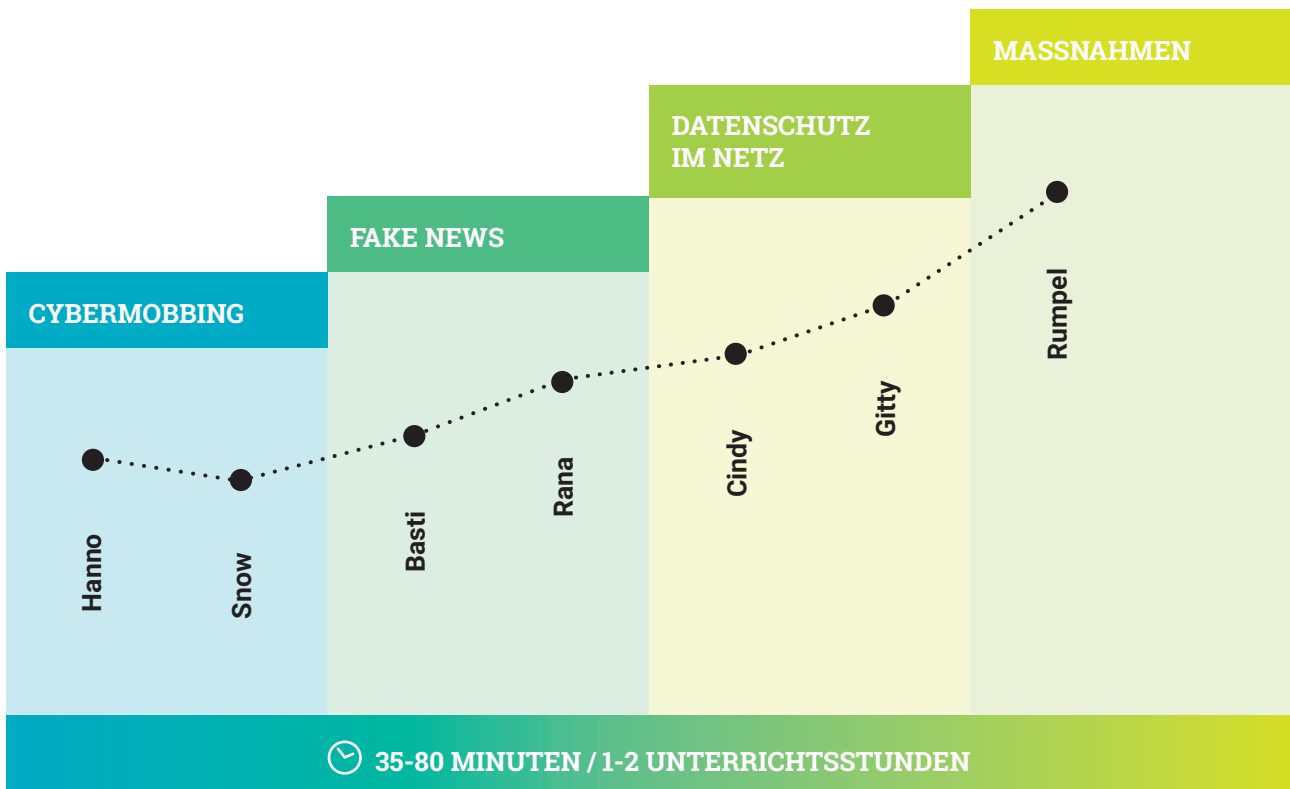 MASSNAHMEN
DATENSCHUTZ
IM NETZ
FAKE NEWS
CYBERMOBBING
Hanno
Snow
Basti
Rana
Cindy
Gitty
Rumpel
35-80 MINUTEN / 1-2 UNTERRICHTSSTUNDEN